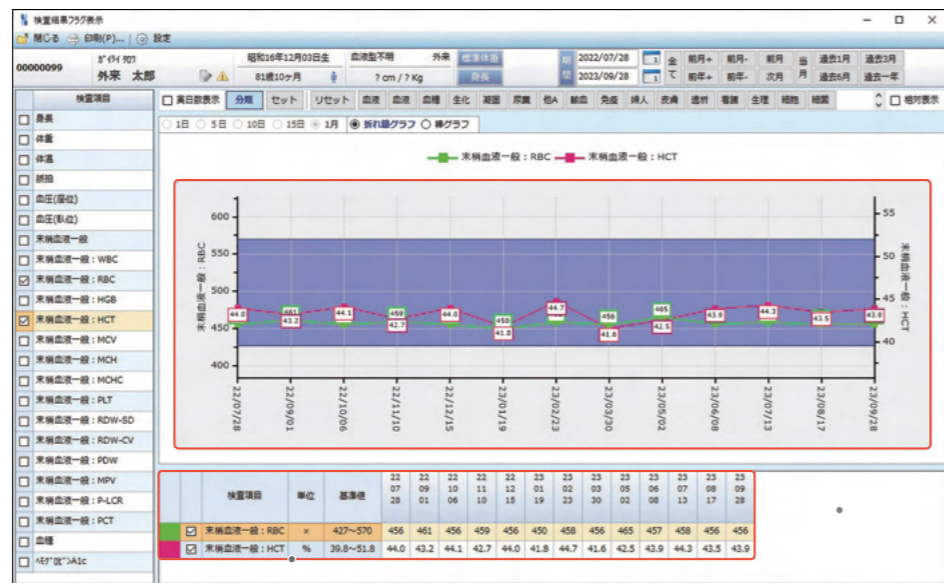 検査結果フラグ表示
閉じる 印刷(P)... 設定
00000099
ｶﾞｲﾗｲ ﾀﾛｳ
外来 太郎
昭和16年12月03日生 血液型不明 外来 標準体重
81歳10ヶ月 ? cm / ? Kg 身長
期間 2022/07/28 2023/09/28
全て 前月+ 前月- 前月 当月 過去1月 過去3月
前年+ 前年- 次月 過去6月 過去一年
検査項目
実日数表示 分類 セット リセット 血液 血液 血糖 生化 凝固 尿糞 他A 輸血 免疫 婦人 皮膚 透析 看護 生理 細胞 細菌 相対表示
1日 5日 10日 15日 1月 折れ線グラフ 棒グラフ
身長
体重
体温
脈拍
血圧(座位)
血圧(臥位)
末梢血液一般
末梢血液一般：WBC
末梢血液一般：RBC
末梢血液一般：HGB
末梢血液一般：HCT
末梢血液一般：MCV
末梢血液一般：MCH
末梢血液一般：MCHC
末梢血液一般：PLT
末梢血液一般：RDW-SD
末梢血液一般：RDW-CV
末梢血液一般：PDW
末梢血液一般：MPV
末梢血液一般：P-LCR
末梢血液一般：PCT
血糖
ﾍﾓｸﾞﾛﾋﾞﾝA1c
末梢血液一般：RBC 末梢血液一般：HCT
末梢血液一般：RBC
600
550
500
450
400
44.0 461 43.2 44.1 459 42.7 44.0 450 41.8 44.7 456 41.6 465 42.5 43.9 44.3 43.5 43.9
55
50
45
40
末梢血液一般：HCT
22/07/28 22/09/01 22/10/06 22/11/10 22/12/15 23/01/19 23/02/23 23/03/30 23/05/02 23/06/08 23/07/13 23/08/17 23/09/28
検査項目 単位 基準値 22 07 28 22 09 01 22 10 06 22 11 10 22 12 15 23 01 19 23 02 23 23 03 30 23 05 02 23 06 08 23 07 13 23 08 17 23 09 28
末梢血液一般：RBC × 427～570 456 461 456 459 456 450 458 456 465 457 458 456 456
末梢血液一般：HCT % 39.8～51.8 44.0 43.2 44.1 42.7 44.0 41.8 44.7 41.6 42.5 43.9 44.3 43.5 43.9